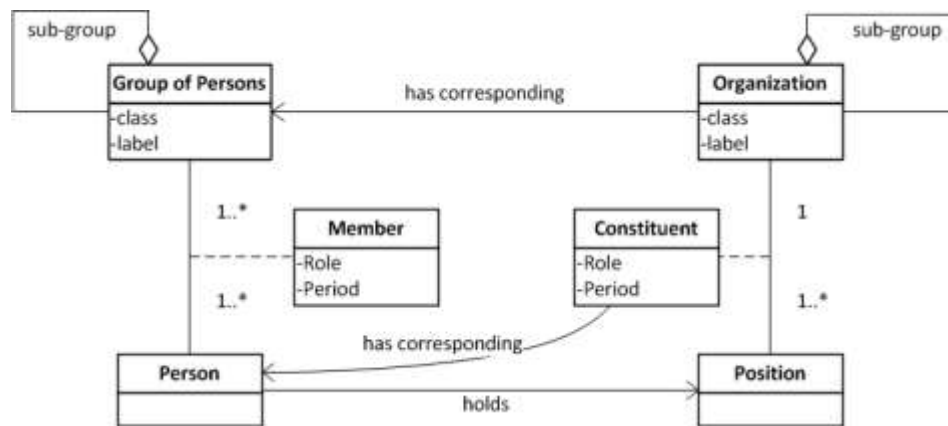 sub-group
sub-group
Group of Persons
-class
-label
has corresponding
Organization
-class
-label
1..*
1
Member
-Role
-Period
Constituent
-Role
-Period
1..*
1..*
has corresponding
Person
Position
holds